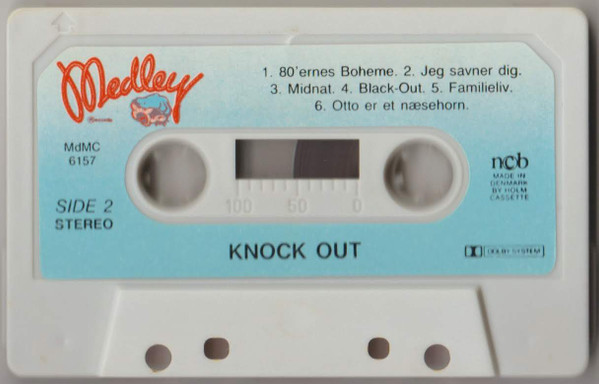 Medley
1. 80'ernes Boheme. 2. Jeg savner dig.
3. Midnat. 4. Black-Out. 5. Familieliv.
6. Otto er et næsehorn.
MdMC
6157
ncb
MADE IN
DENMARK
BY HOLM
CASSETTE
100 50 0
SIDE 2
STEREO
KNOCK OUT
DOLBY SYSTEM